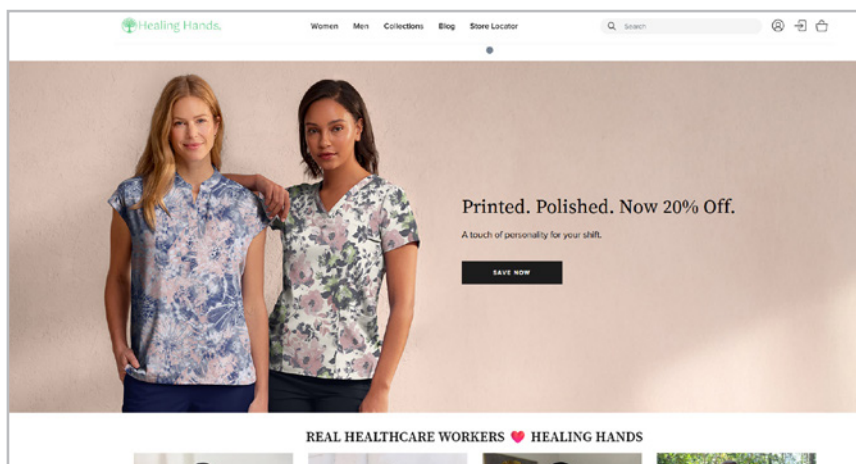 Healing Hands.
Women Men Collections Blog Store Locator
Search
Printed. Polished. Now 20% Off.
A touch of personality for your shift.
SAVE NOW
REAL HEALTHCARE WORKERS ❤️ HEALING HANDS